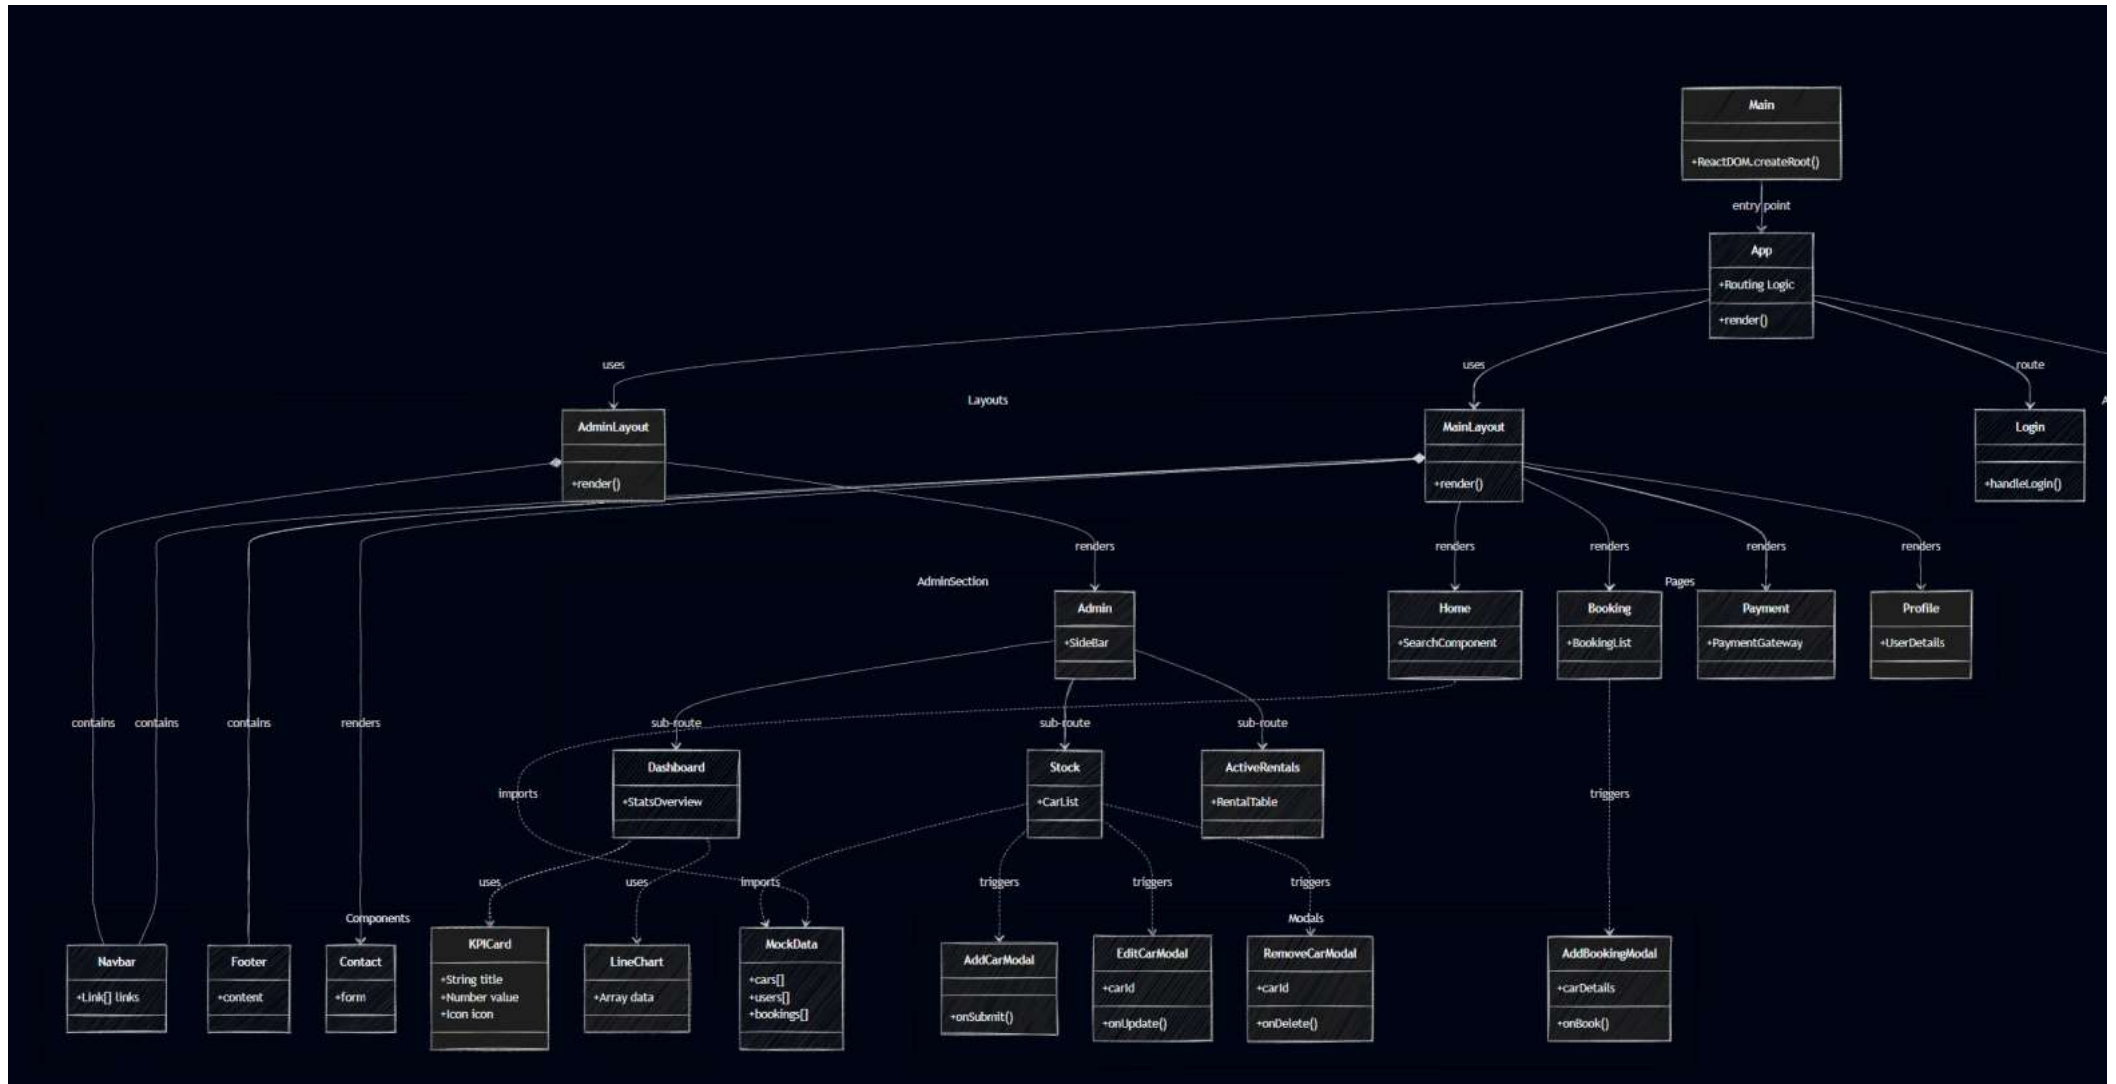 Main
+ReactDOM.createRoot()
entry point
App
+Routing Logic
+render()
uses
uses
route
Layouts
A
AdminLayout
+render()
MainLayout
+render()
Login
+handleLogin()
renders
renders
renders
renders
renders
AdminSection
Pages
Admin
+SideBar
Home
+SearchComponent
Booking
+BookingList
Payment
+PaymentGateway
Profile
+UserDetails
contains
contains
contains
renders
sub-route
sub-route
sub-route
Dashboard
+StatsOverview
Stock
+CarList
ActiveRentals
+RentalTable
imports
triggers
uses
uses
imports
triggers
triggers
triggers
Components
Modals
Navbar
+Link[] links
Footer
+content
Contact
+form
KPICard
+String title
+Number value
+Icon icon
LineChart
+Array data
MockData
+cars[]
+users[]
+bookings[]
AddCarModal
+onSubmit()
EditCarModal
+carId
+onUpdate()
RemoveCarModal
+carId
+onDelete()
AddBookingModal
+carDetails
+onBook()